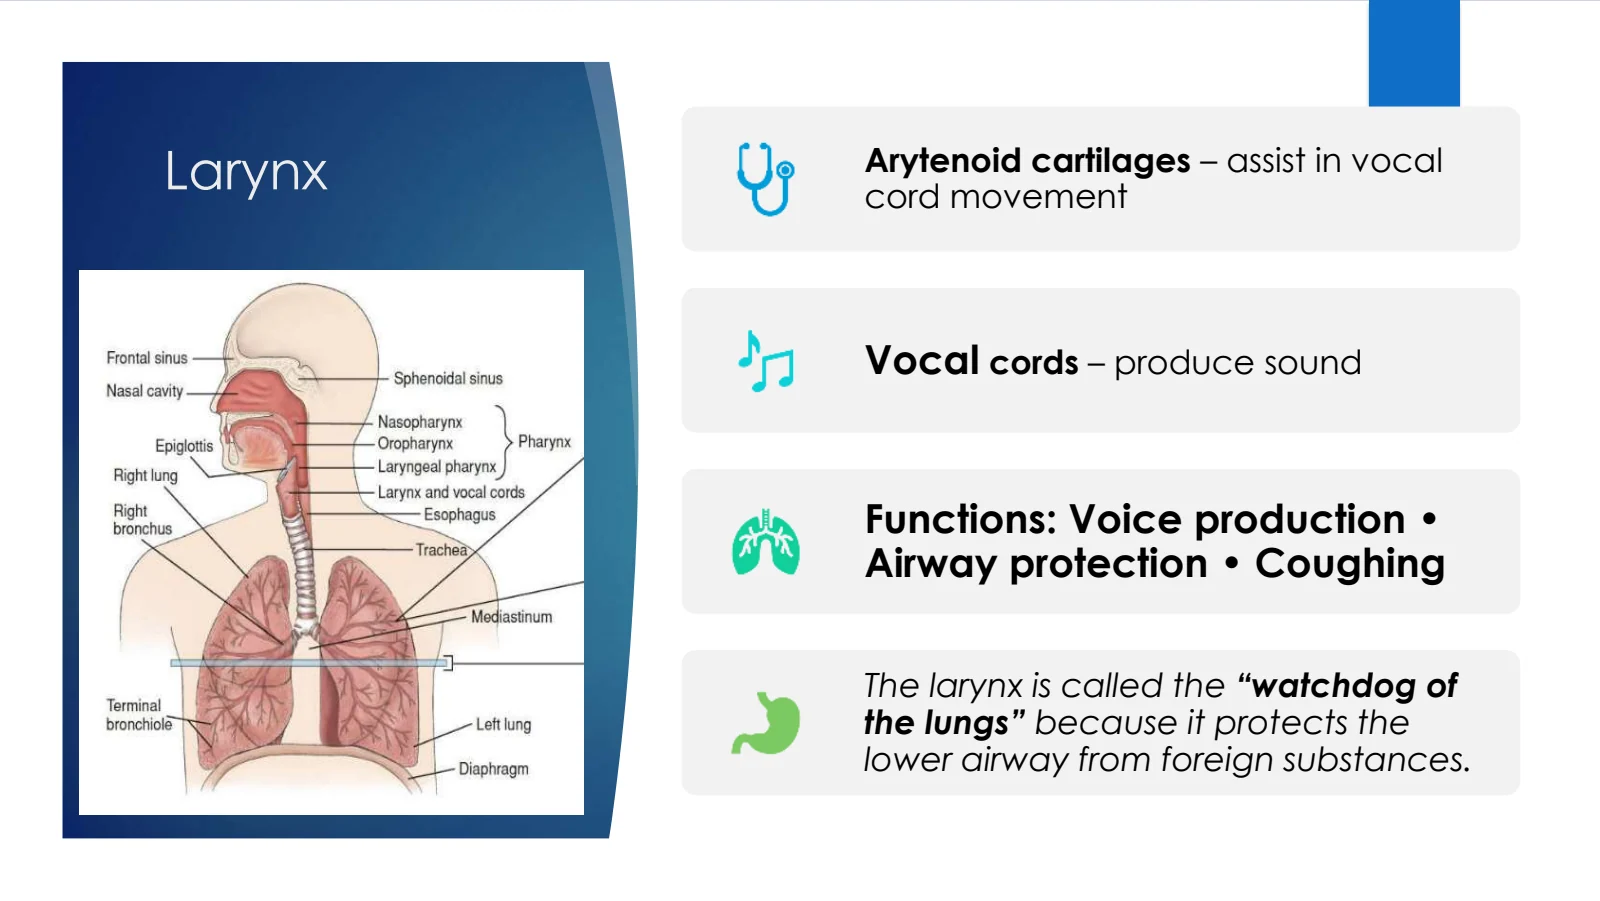 Larynx
Frontal sinus
Nasal cavity
Epiglottis
Right lung
Right
bronchus
Terminal
bronchiole
Sphenoidal sinus
Nasopharynx
Oropharynx
Laryngeal pharynx
Pharynx
Larynx and vocal cords
Esophagus
Trachea
Mediastinum
Left lung
Diaphragm
Arytenoid cartilages – assist in vocal
cord movement
Vocal cords – produce sound
Functions: Voice production •
Airway protection • Coughing
The larynx is called the “watchdog of
the lungs” because it protects the
lower airway from foreign substances.